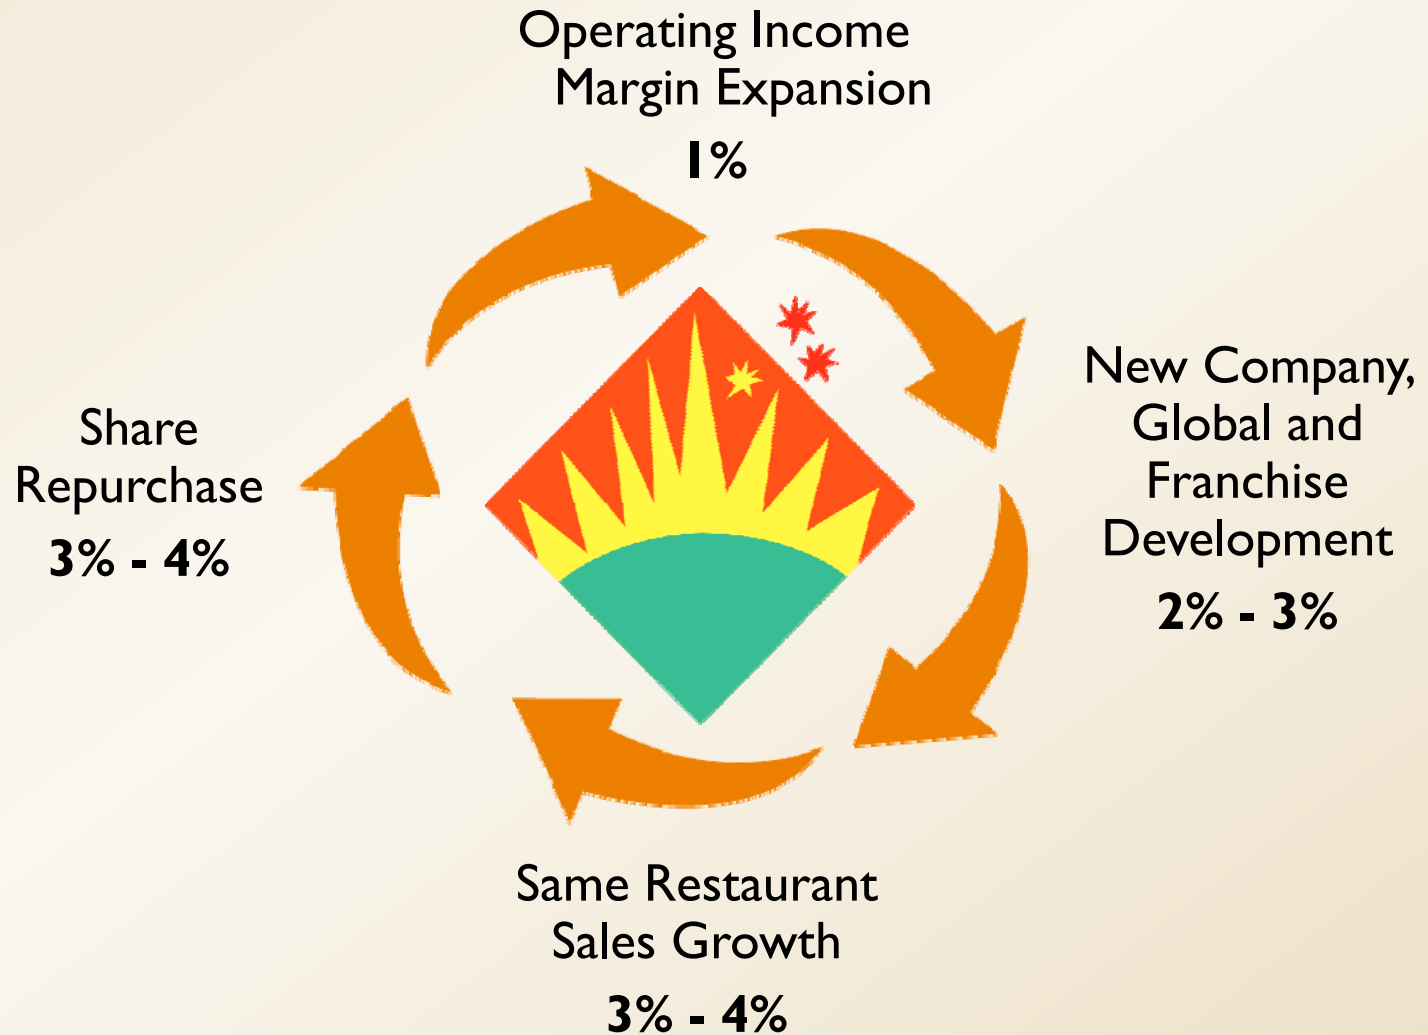 Operating Income
Margin Expansion
1%
New Company,
Global and
Franchise
Development
2% - 3%
Same Restaurant
Sales Growth
3% - 4%
Share
Repurchase
3% - 4%